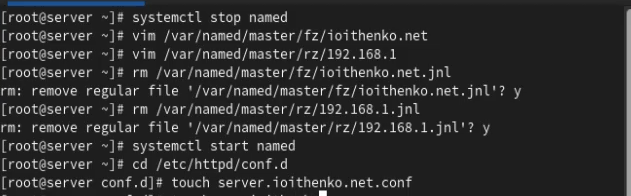 [root@server ~]# systemctl stop named
[root@server ~]# vim /var/named/master/fz/ioithenko.net
[root@server ~]# vim /var/named/master/rz/192.168.1
[root@server ~]# rm /var/named/master/fz/ioithenko.net.jnl
rm: remove regular file '/var/named/master/fz/ioithenko.net.jnl'? y
[root@server ~]# rm /var/named/master/rz/192.168.1.jnl
rm: remove regular file '/var/named/master/rz/192.168.1.jnl'? y
[root@server ~]# systemctl start named
[root@server ~]# cd /etc/httpd/conf.d
[root@server conf.d]# touch server.ioithenko.net.conf